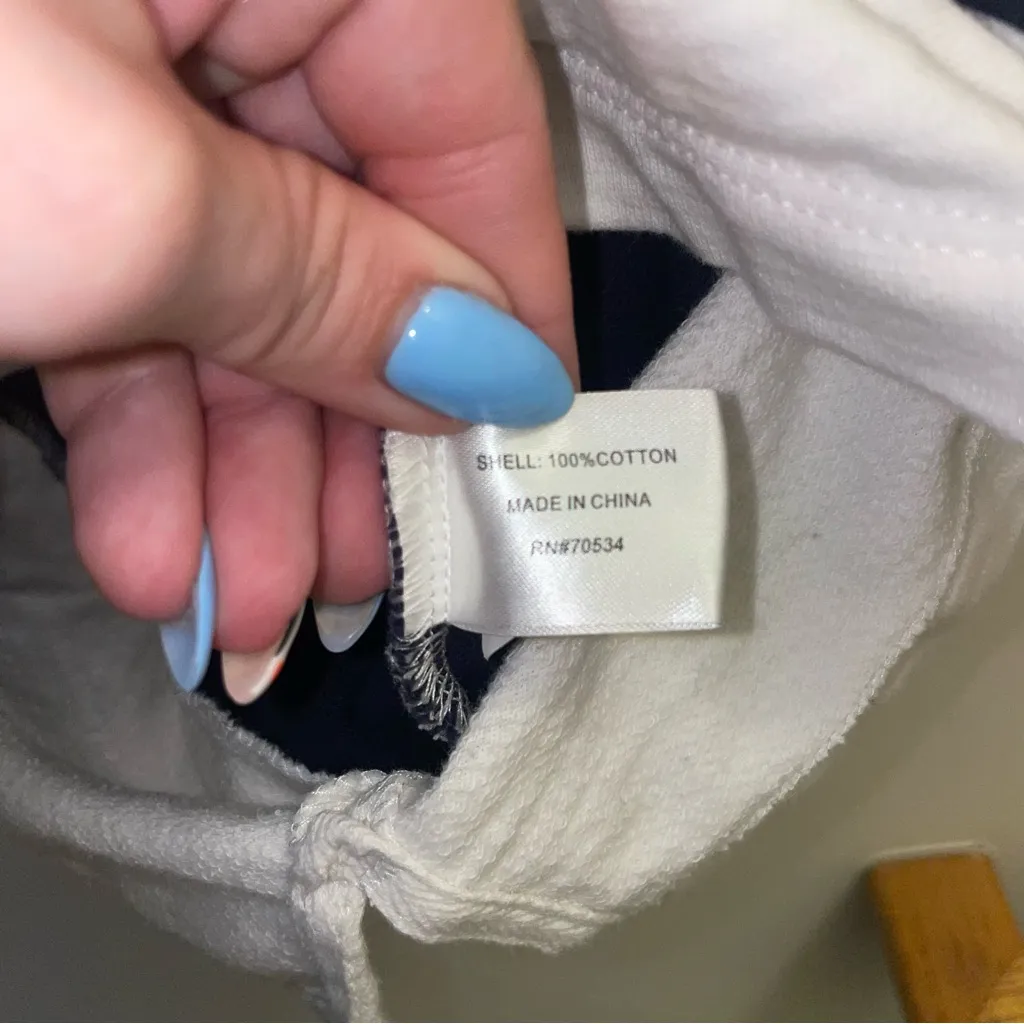 SHELL: 100%COTTON
MADE IN CHINA
RN#70534